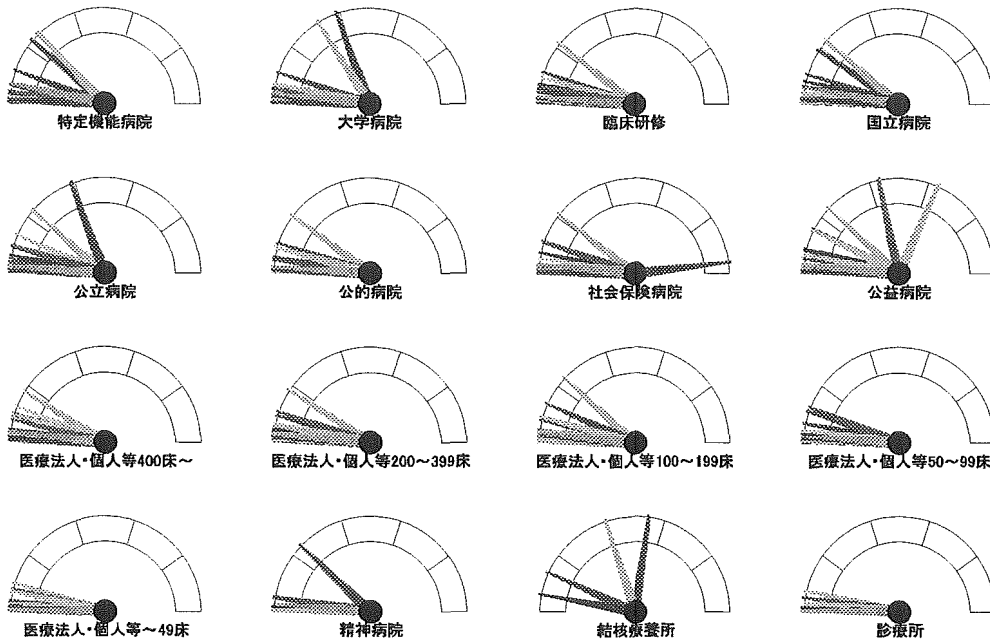 特定機能病院
大学病院
臨床研修
国立病院
公立病院
公的病院
社会保険病院
公益病院
医療法人・個人等400床～
医療法人・個人等200～399床
医療法人・個人等100～199床
医療法人・個人等50～99床
医療法人・個人等～49床
精神病院
結核療養所
診療所